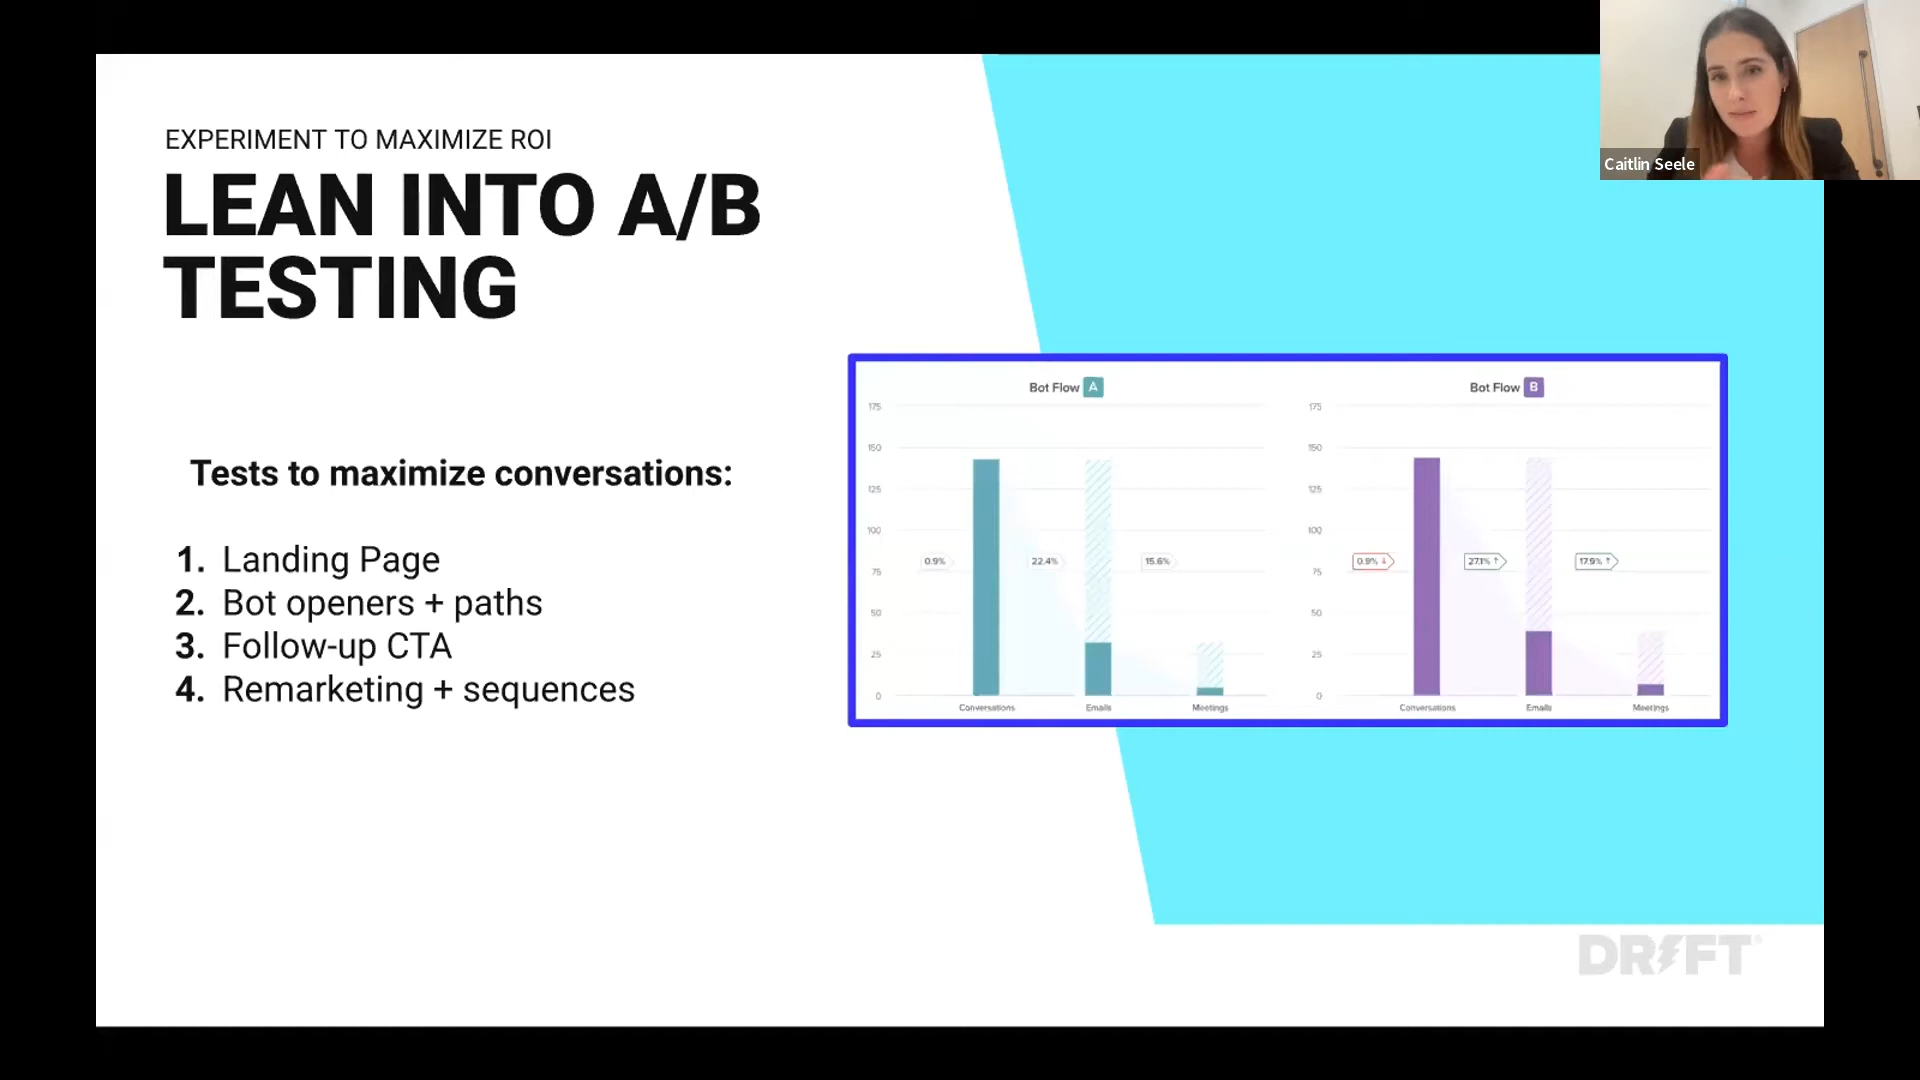 Caitlin Seele
EXPERIMENT TO MAXIMIZE ROI
LEAN INTO A/B
TESTING
Tests to maximize conversations:
1. Landing Page
2. Bot openers + paths
3. Follow-up CTA
4. Remarketing + sequences
Bot Flow A
175
150
125
100
75
50
25
0
0.9%
22.4%
15.6%
Conversations
Emails
Meetings
Bot Flow B
175
150
125
100
75
50
25
0
0.9% ↓
27.1% ↑
17.9% ↑
Conversations
Emails
Meetings
DRIFT®